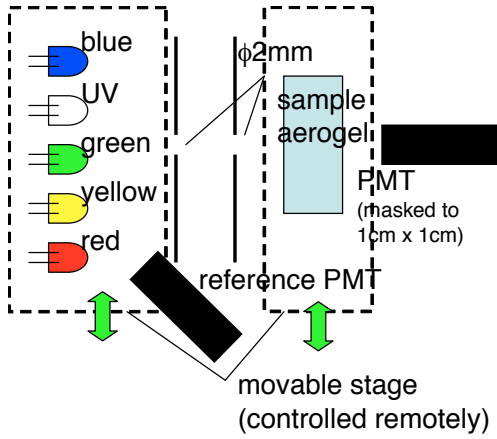 blue
UV
green
yellow
red
ϕ2mm
sample
aerogel
PMT
(masked to
1cm x 1cm)
reference PMT
movable stage
(controlled remotely)